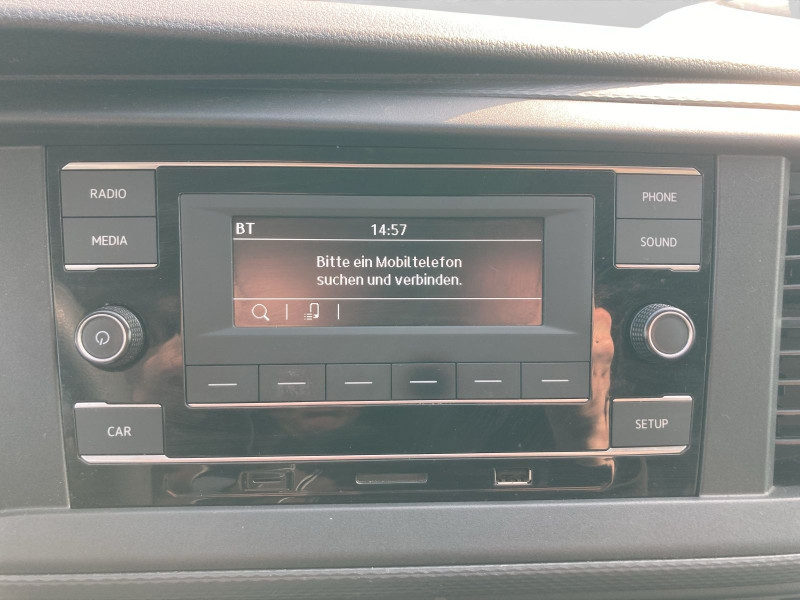 RADIO
MEDIA
CAR
BT 14:57
Bitte ein Mobiltelefon
suchen und verbinden.
PHONE
SOUND
SETUP